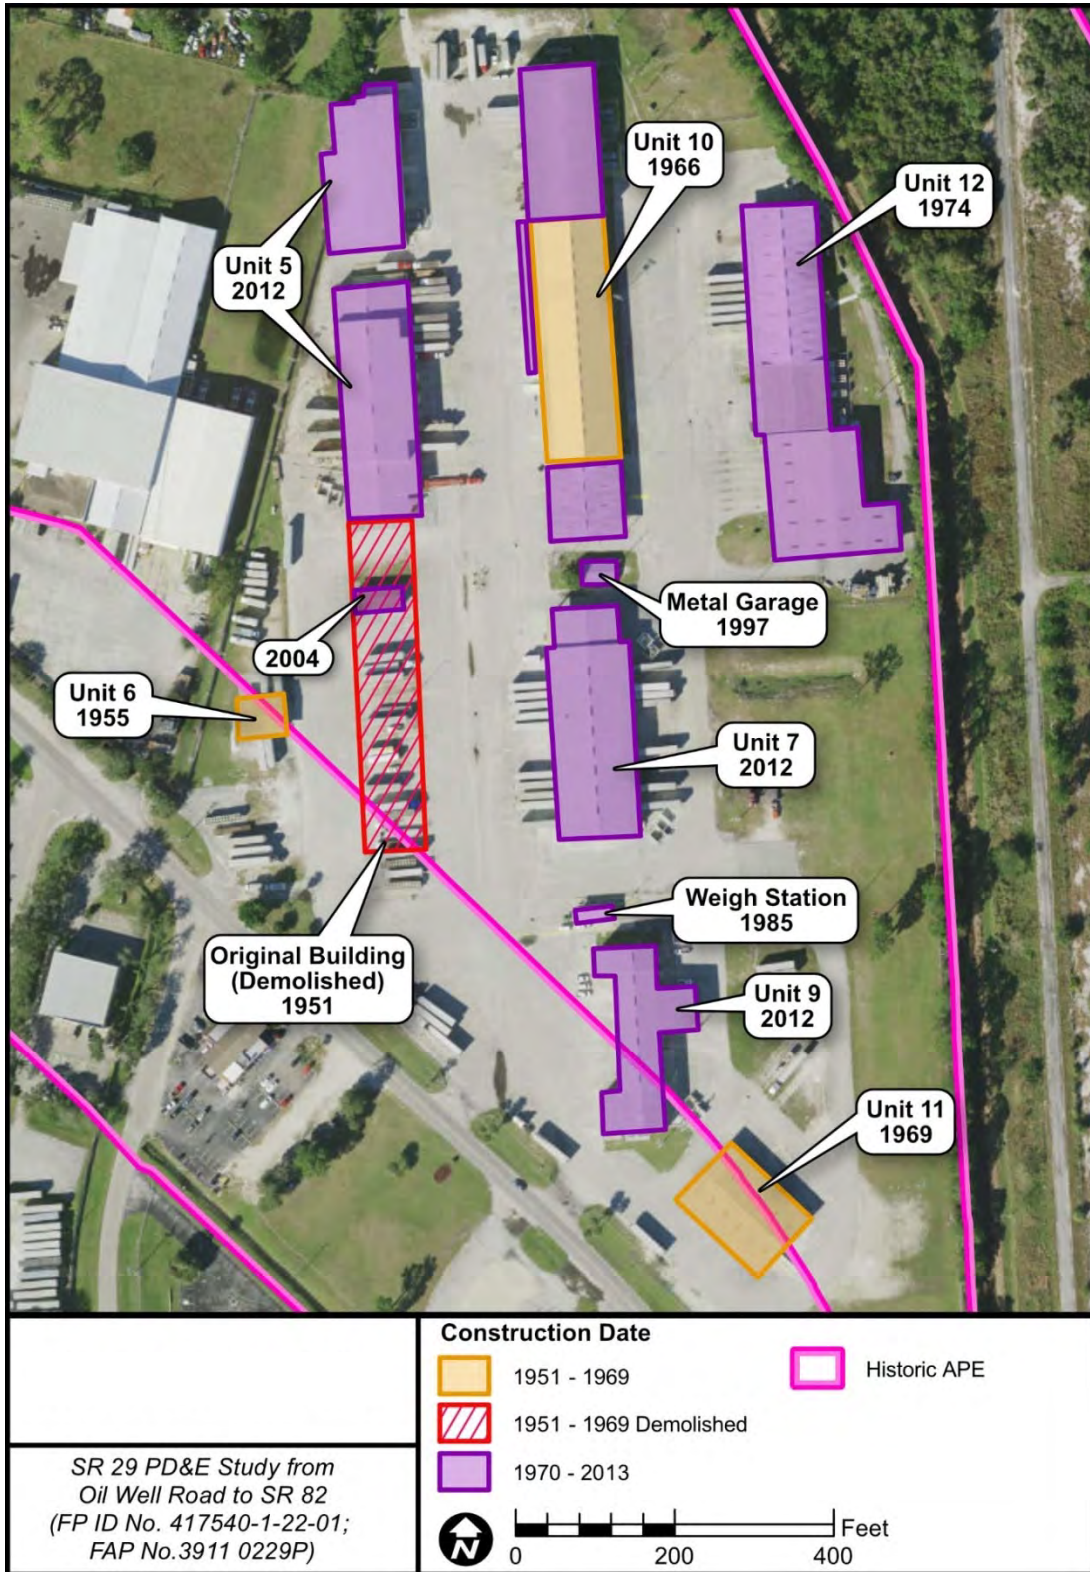 Unit 10
1966
Unit 12
1974
Unit 5
2012
Metal Garage
1997
2004
Unit 6
1955
Unit 7
2012
Weigh Station
1985
Original Building
(Demolished)
1951
Unit 9
2012
Unit 11
1969
Construction Date
1951 - 1969
Historic APE
1951 - 1969 Demolished
1970 - 2013
SR 29 PD&E Study from
Oil Well Road to SR 82
(FP ID No. 417540-1-22-01;
FAP No.3911 0229P)
N
Feet
0 200 400